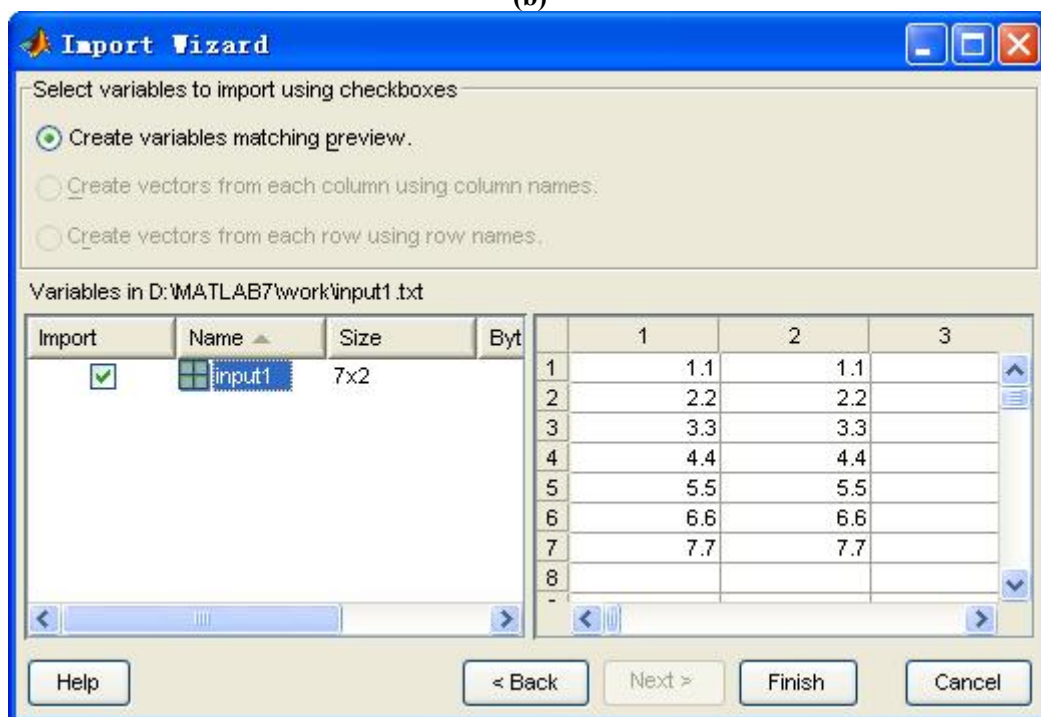 (b)
Import Wizard
Select variables to import using checkboxes
Create variables matching preview.
Create vectors from each column using column names.
Create vectors from each row using row names.
Variables in D:\MATLAB7\work\input1.txt
Import Name Size Byt
input1 7x2
1 2 3
1 1.1 1.1
2 2.2 2.2
3 3.3 3.3
4 4.4 4.4
5 5.5 5.5
6 6.6 6.6
7 7.7 7.7
8
Help < Back Next > Finish Cancel